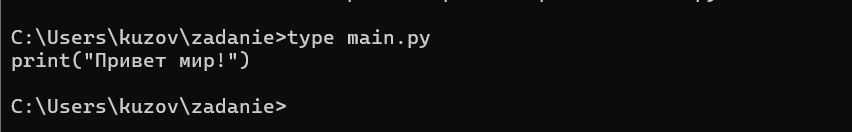 C:\Users\kuzov\zadanie>type main.py
print("Привет мир!")
C:\Users\kuzov\zadanie>